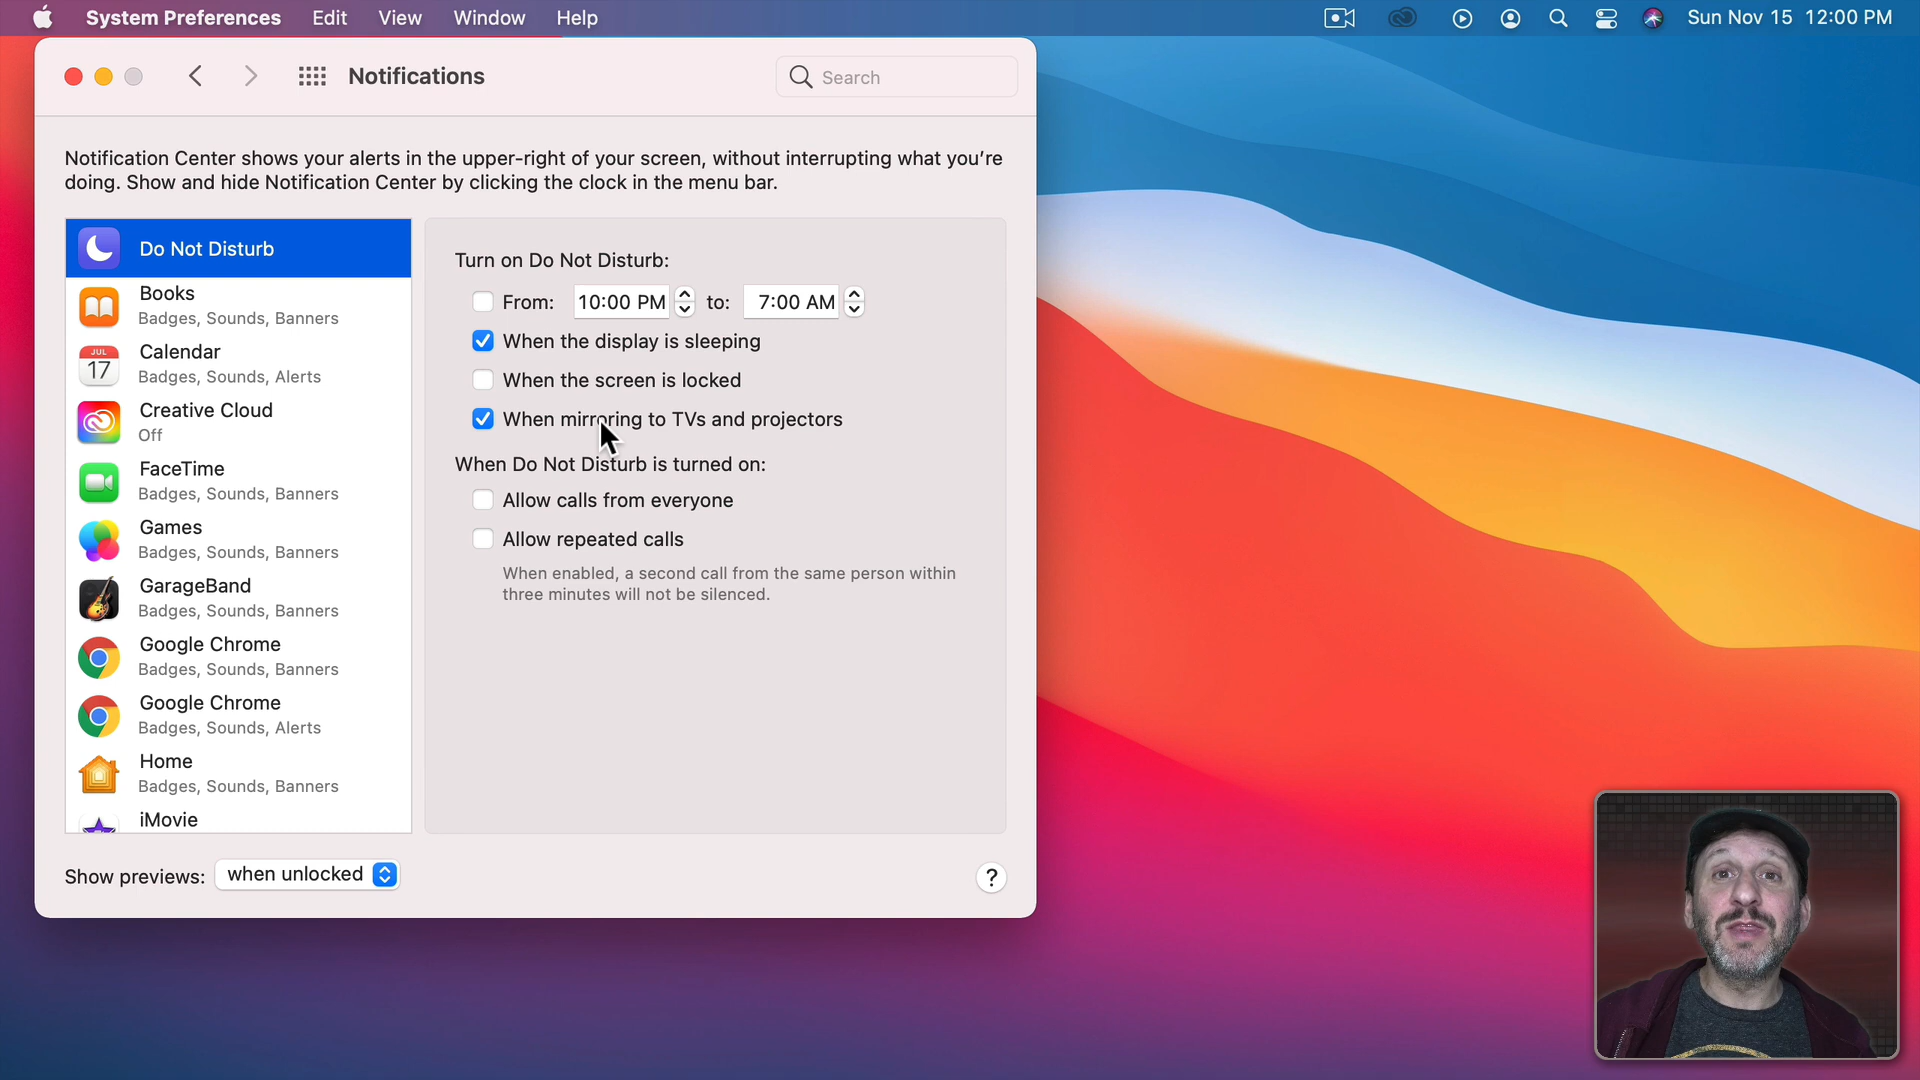 System Preferences Edit View Window Help Sun Nov 15 12:00 PM
Notifications
Search
Notification Center shows your alerts in the upper-right of your screen, without interrupting what you're
doing. Show and hide Notification Center by clicking the clock in the menu bar.
Do Not Disturb
Books
Badges, Sounds, Banners
JUL
17
Calendar
Badges, Sounds, Alerts
Creative Cloud
Off
FaceTime
Badges, Sounds, Banners
Games
Badges, Sounds, Banners
GarageBand
Badges, Sounds, Banners
Google Chrome
Badges, Sounds, Banners
Google Chrome
Badges, Sounds, Alerts
Home
Badges, Sounds, Banners
iMovie
Turn on Do Not Disturb:
From: 10:00 PM to: 7:00 AM
When the display is sleeping
When the screen is locked
When mirroring to TVs and projectors
When Do Not Disturb is turned on:
Allow calls from everyone
Allow repeated calls
When enabled, a second call from the same person within
three minutes will not be silenced.
Show previews: when unlocked
?